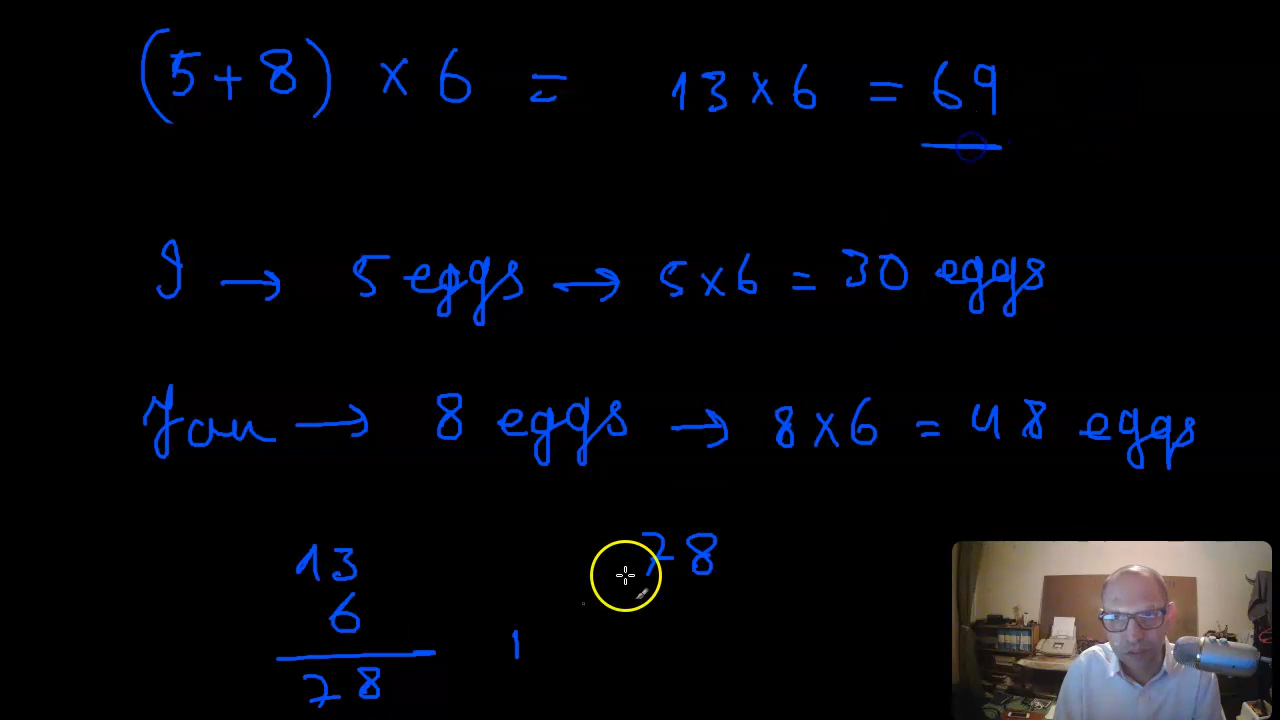 (5+8) × 6 = 13 × 6 = 69
I → 5 eggs → 5 × 6 = 30 eggs
You → 8 eggs → 8 × 6 = 48 eggs
13
6
78
1
78